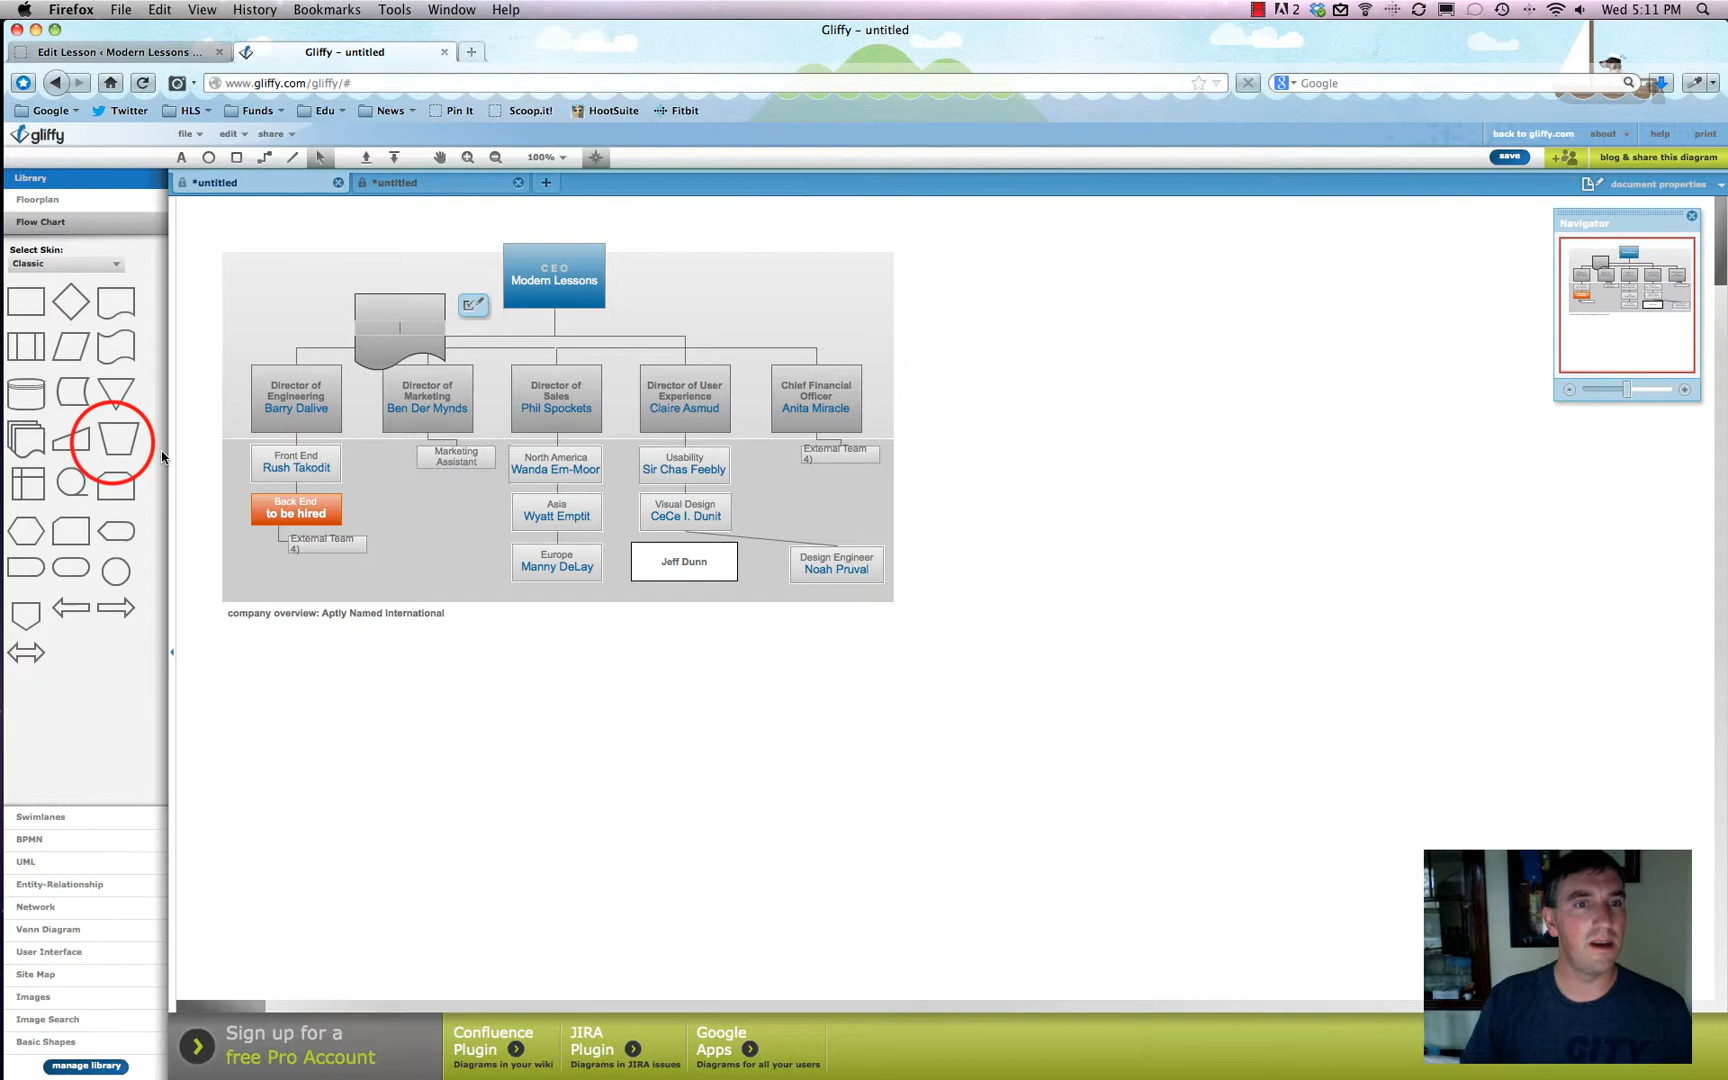 Firefox File Edit View History Bookmarks Tools Window Help
2 Wed 5:11 PM
Gliffy - untitled
Edit Lesson ‹ Modern Lessons ...
Gliffy - untitled
www.gliffy.com/gliffy/#
Google
Google Twitter HLS Funds Edu News Pin It Scoop.it! HootSuite Fitbit
gliffy file edit share
back to gliffy.com about help print
A 100%
save blog & share this diagram
Library
*untitled *untitled
document properties
Floorplan
Flow Chart
Navigator
Select Skin:
Classic
CEO
Modern Lessons
Director of
Engineering
Barry Dalive
Director of
Marketing
Ben Der Mynds
Director of
Sales
Phil Spockets
Director of User
Experience
Claire Asmud
Chief Financial
Officer
Anita Miracle
Front End
Rush Takodit
Marketing
Assistant
North America
Wanda Ern-Moor
Usability
Sir Chas Feebly
External Team
4)
Back End
to be hired
Asia
Wyatt Emptit
Visual Design
CeCe I. Dunit
External Team
4)
Europe
Manny DeLay
Jeff Dunn
Design Engineer
Noah Pruval
company overview: Aptly Named International
Swimlanes
BPMN
UML
Entity-Relationship
Network
Venn Diagram
User Interface
Site Map
Images
Image Search
Basic Shapes
manage library
Sign up for a
free Pro Account
Confluence
Plugin
Diagrams in your wiki
JIRA
Plugin
Diagrams in JIRA issues
Google
Apps
Diagrams for all your users
CITY